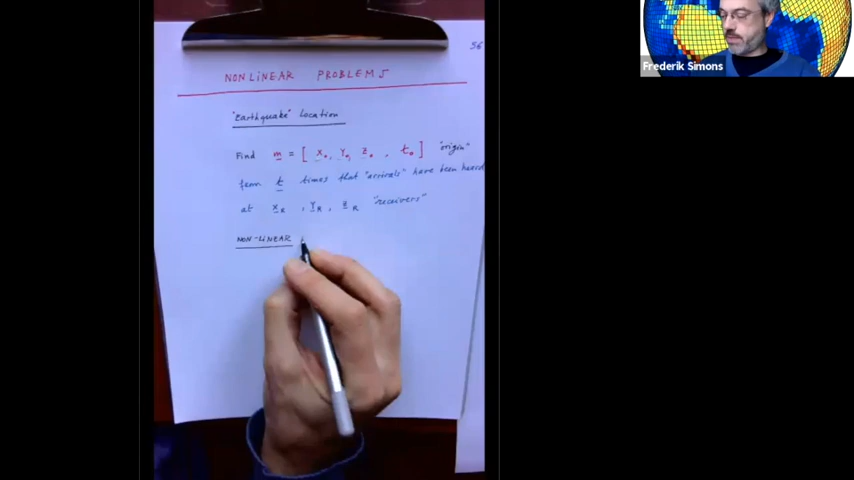 56
NONLINEAR PROBLEMS
"Earthquake" Location
Find m = [ x₀, y₀, z₀, t₀ ] "origin"
from t times that "arrivals" have been heard
at x_R, y_R, z_R "receivers"
NON-LINEAR
Frederik Simons